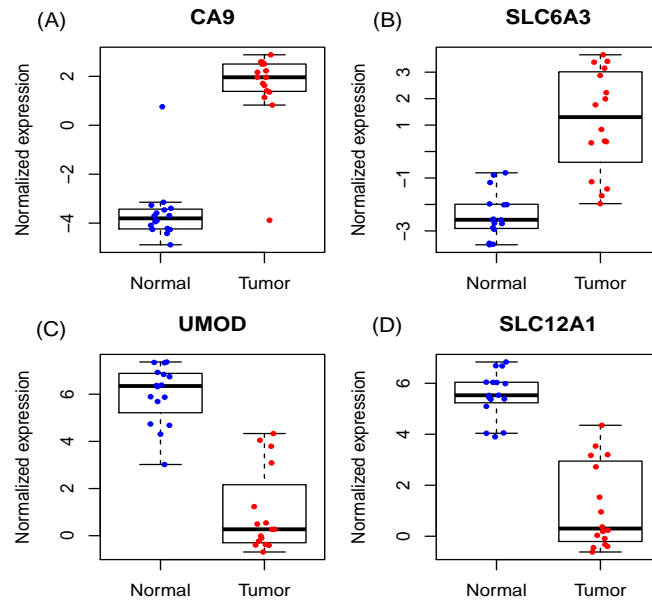 (A) CA9
Normalized expression
2
0
−2
−4
Normal Tumor
(B) SLC6A3
Normalized expression
3
1
−1
−3
Normal Tumor
(C) UMOD
Normalized expression
6
4
2
0
Normal Tumor
(D) SLC12A1
Normalized expression
6
4
2
0
Normal Tumor